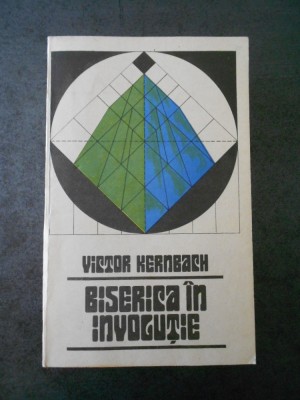 VICTOR KERNBACH
BISERICA ÎN
INVOLUȚIE